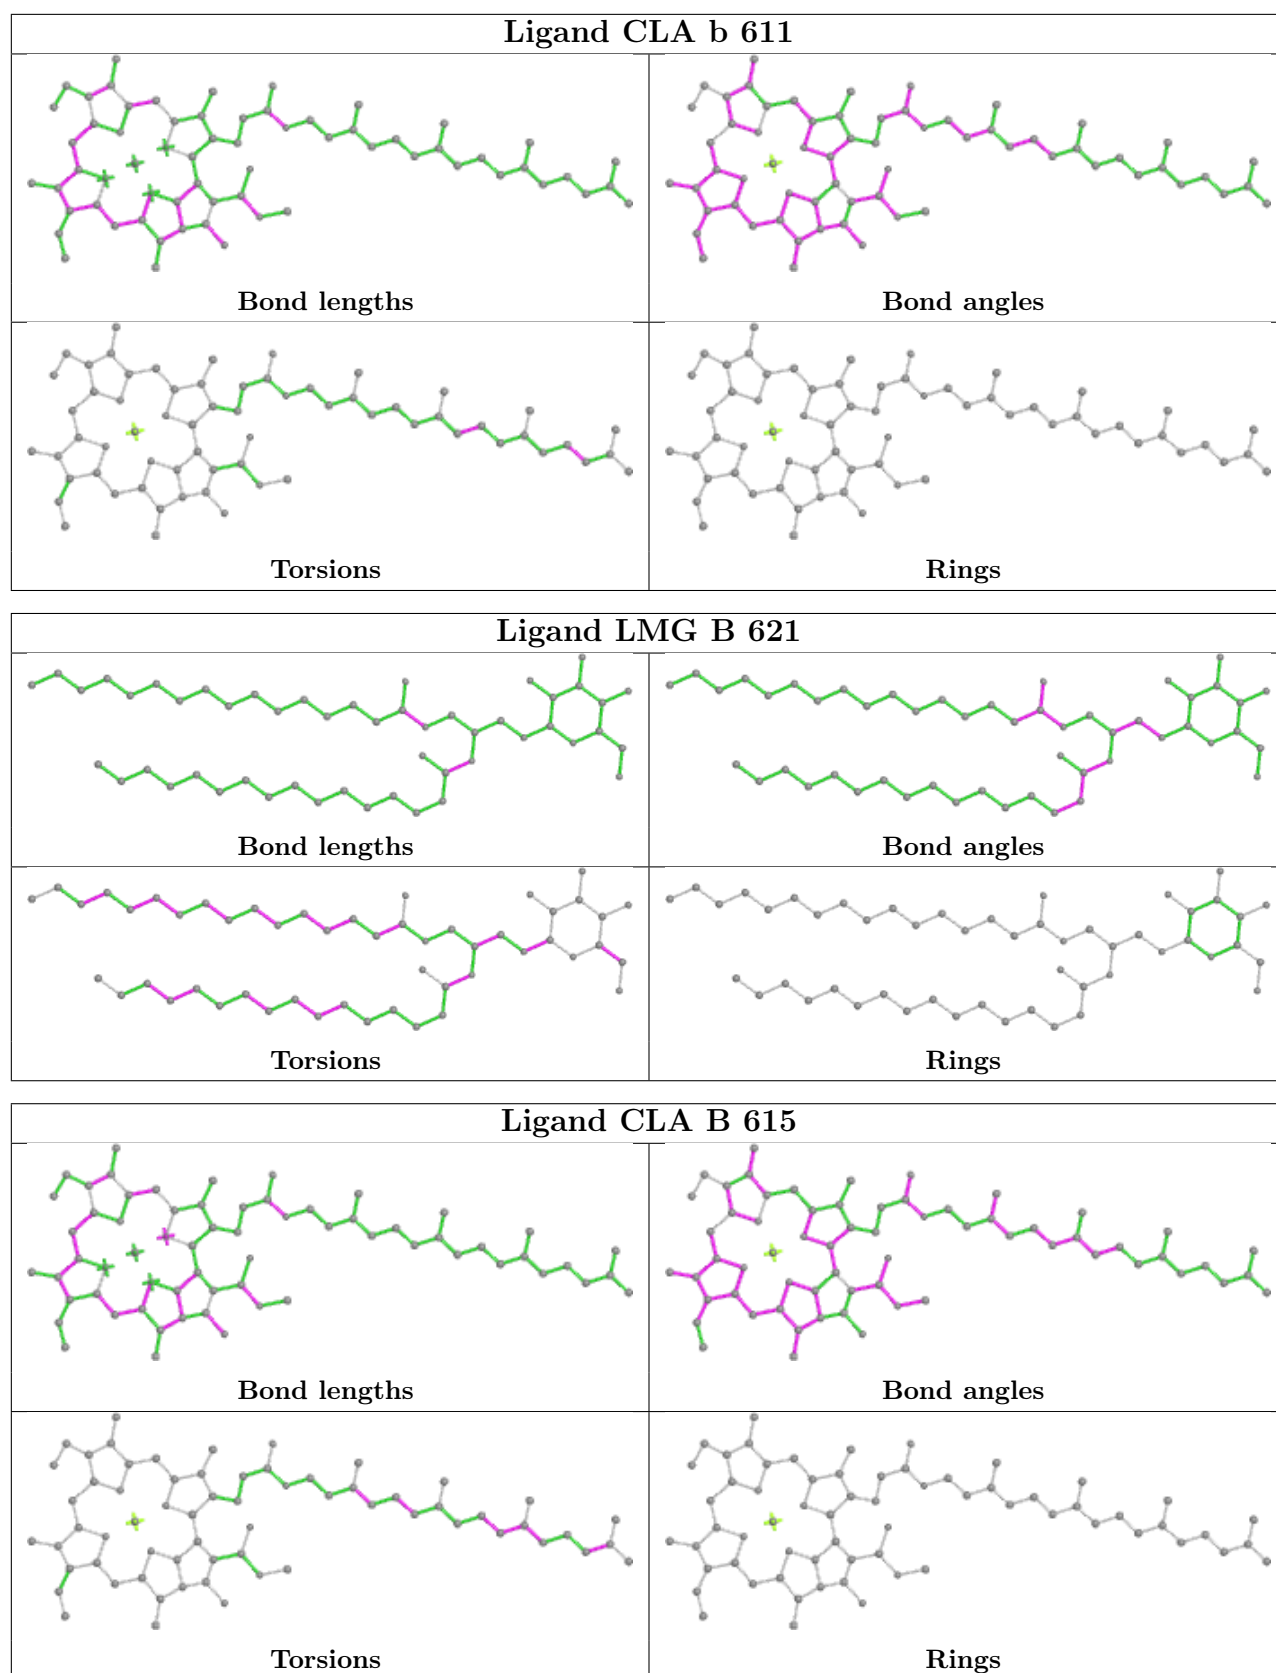 Ligand CLA b 611
Bond lengths
Bond angles
Torsions
Rings
Ligand LMG B 621
Bond lengths
Bond angles
Torsions
Rings
Ligand CLA B 615
Bond lengths
Bond angles
Torsions
Rings